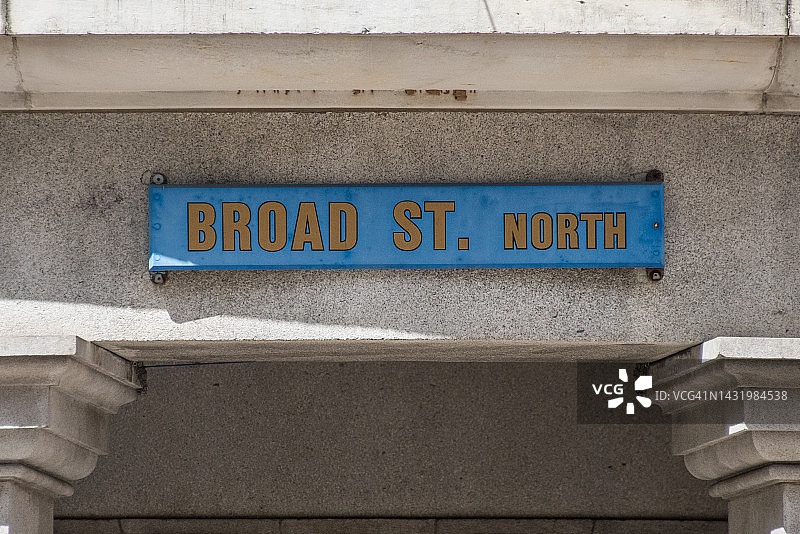 BROAD ST. NORTH
VCG
ID: VCG41N1431984538